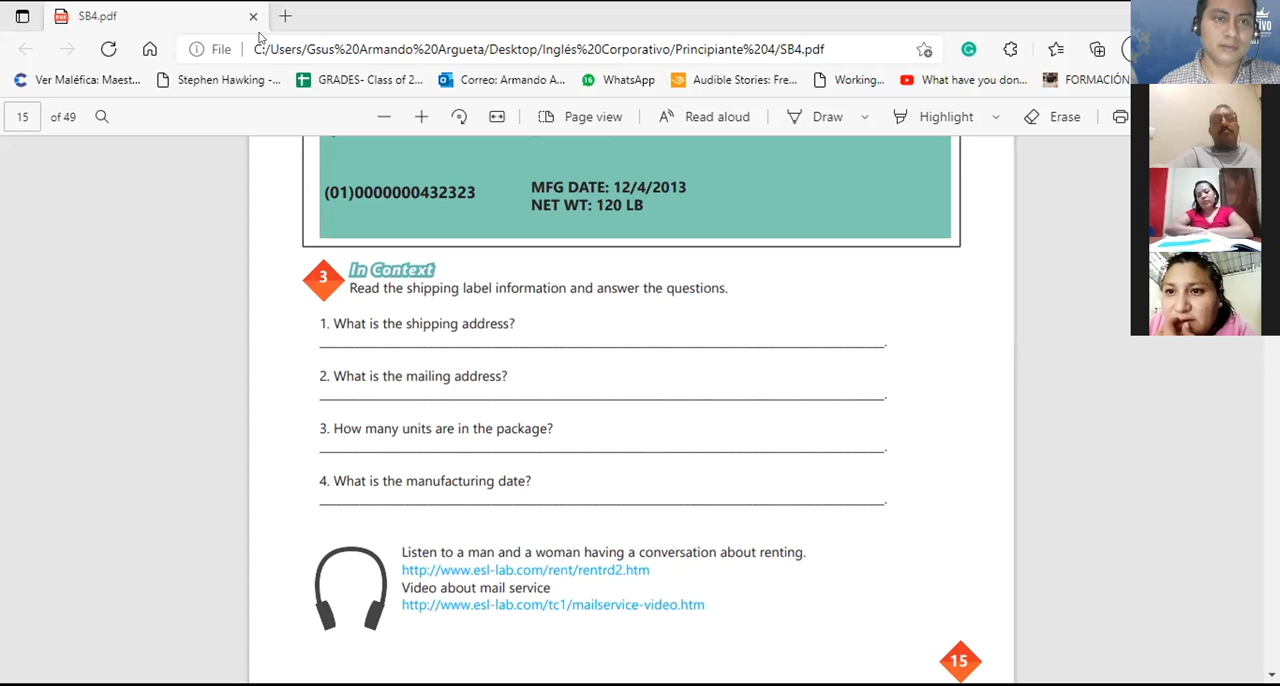 SB4.pdf
File
C:/Users/Gsus%20Armando%20Argueta/Desktop/Inglés%20Corporativo/Principiante%204/SB4.pdf
Ver Maléfica: Maest...
Stephen Hawking -...
GRADES- Class of 2...
Correo: Armando A...
WhatsApp
Audible Stories: Fre...
Working...
What have you don...
FORMACIÓN
15 of 49
Page view
Read aloud
Draw
Highlight
Erase
(01)0000000432323
MFG DATE: 12/4/2013
NET WT: 120 LB
3
In Context
Read the shipping label information and answer the questions.
1. What is the shipping address?
2. What is the mailing address?
3. How many units are in the package?
4. What is the manufacturing date?
Listen to a man and a woman having a conversation about renting.
http://www.esl-lab.com/rent/rentrd2.htm
Video about mail service
http://www.esl-lab.com/tc1/mailservice-video.htm
15